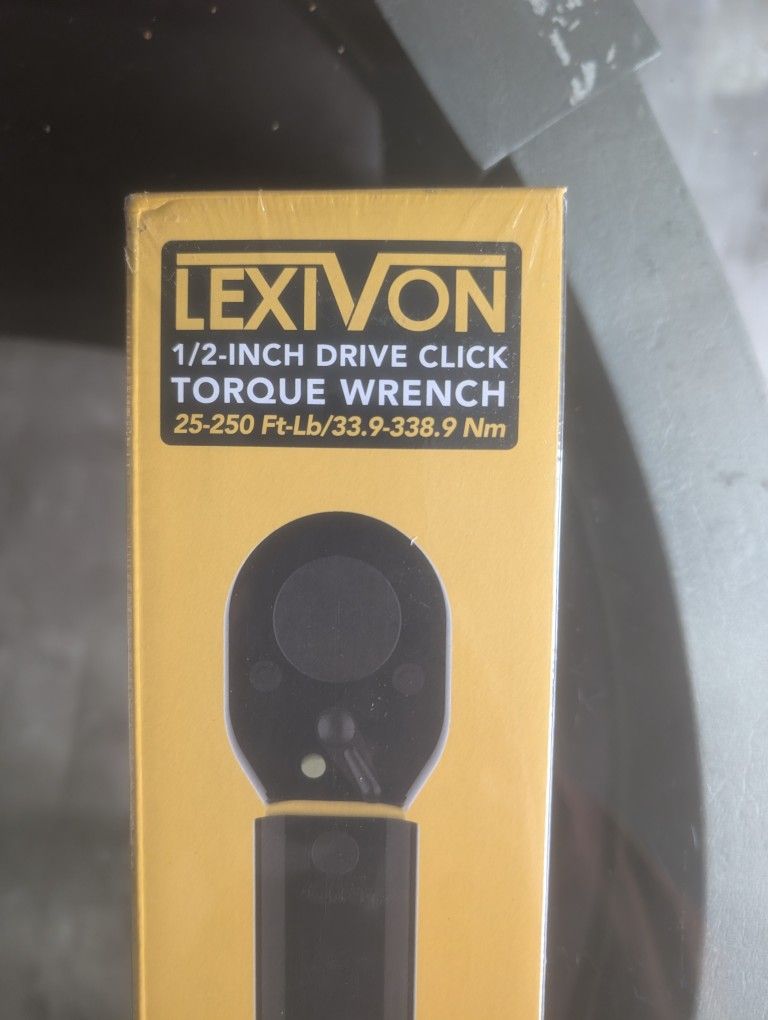 LEXIVON
1/2-INCH DRIVE CLICK
TORQUE WRENCH
25-250 Ft-Lb/33.9-338.9 Nm